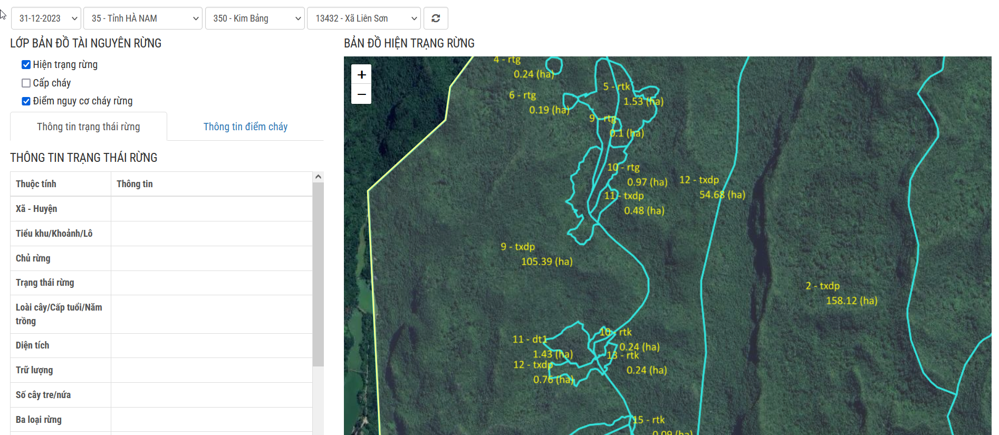 31-12-2023
35 - Tỉnh HÀ NAM
350 - Kim Bảng
13432 - Xã Liên Sơn
LỚP BẢN ĐỒ TÀI NGUYÊN RỪNG
Hiện trạng rừng
Cấp cháy
Điểm nguy cơ cháy rừng
Thông tin trạng thái rừng
Thông tin điểm cháy
THÔNG TIN TRẠNG THÁI RỪNG
Thuộc tính
Thông tin
Xã - Huyện
Tiểu khu/Khoảnh/Lô
Chủ rừng
Trạng thái rừng
Loài cây/Cấp tuổi/Năm
trồng
Diện tích
Trữ lượng
Số cây tre/nứa
Ba loại rừng
BẢN ĐỒ HIỆN TRẠNG RỪNG
+
−
4 - rtg
0.24 (ha)
5 - rtk
1.53 (ha)
6 - rtg
0.19 (ha)
9 - rtg
0.1 (ha)
10 - rtg
0.97 (ha)
12 - txdp
54.68 (ha)
11 - txdp
0.48 (ha)
9 - txdp
105.39 (ha)
2 - txdp
158.12 (ha)
10 - rtk
0.24 (ha)
11 - dt1
1.43 (ha)
13 - rtk
0.24 (ha)
12 - txdp
0.76 (ha)
15 - rtk
0.09 (ha)